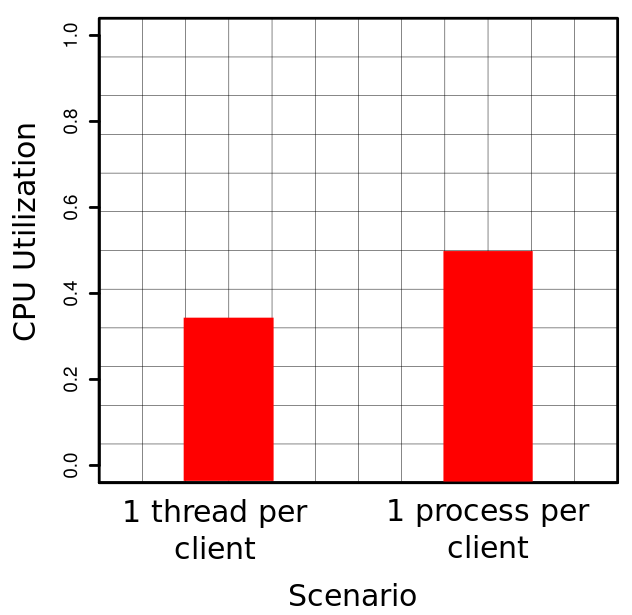 1.0
0.8
0.6
0.4
0.2
0.0
CPU Utilization
1 thread per
client
1 process per
client
Scenario